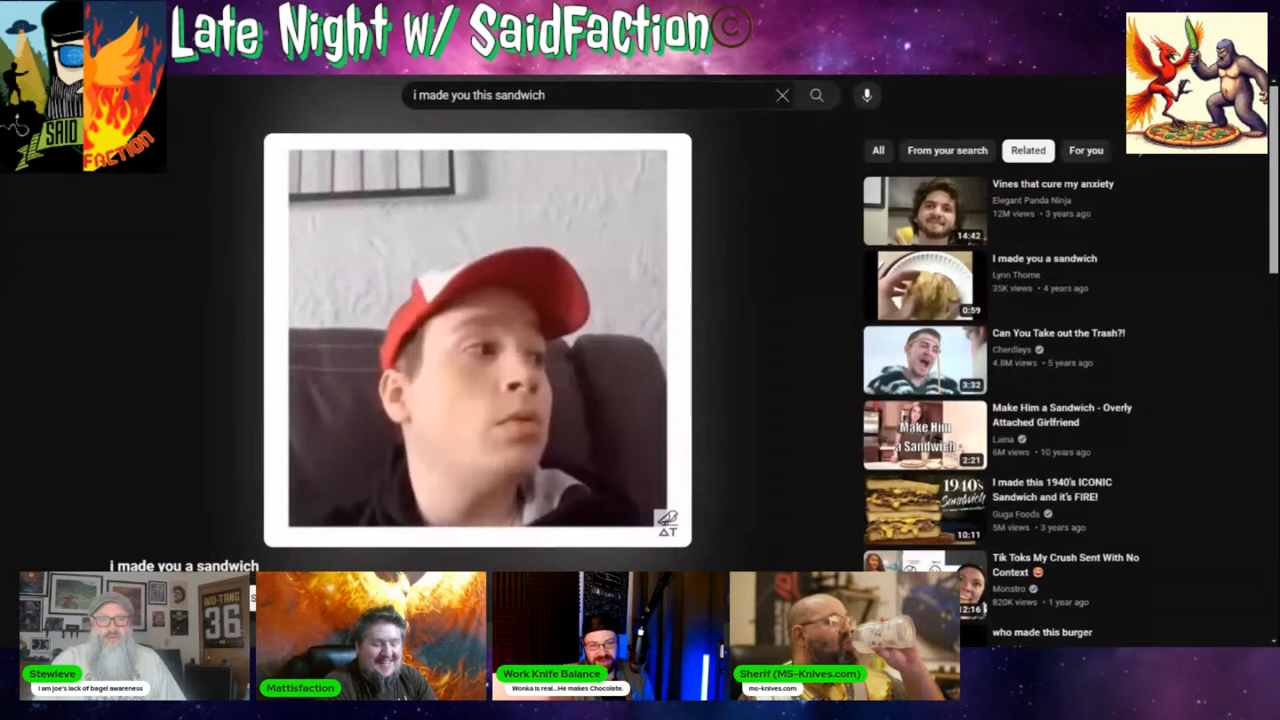 Late Night w/ SaidFaction©
SAID
FACTION
i made you this sandwich
All
From your search
Related
For you
Vines that cure my anxiety
Elegant Panda Ninja
12M views • 3 years ago
14:42
I made you a sandwich
Lynn Thorne
35K views • 4 years ago
0:59
Can You Take out the Trash?!
Cherdleys
4.8M views • 5 years ago
3:32
Make Him a Sandwich - Overly
Attached Girlfriend
Laina
6M views • 10 years ago
Make Him
a Sandwich
2:21
I made this 1940's ICONIC
Sandwich and it's FIRE!
Guga Foods
5M views • 3 years ago
1940's
Sandwich
10:11
Tik Toks My Crush Sent With No
Context 😄
Monstro
820K views • 1 year ago
12:16
who made this burger
ΔT
i made you a sandwich
WU-TANG
36
Stewieve
I am joe's lack of bagel awareness
Mattisfaction
Work Knife Balance
Wonka is real...He makes Chocolate.
Sherif (MS-Knives.com)
ms-knives.com